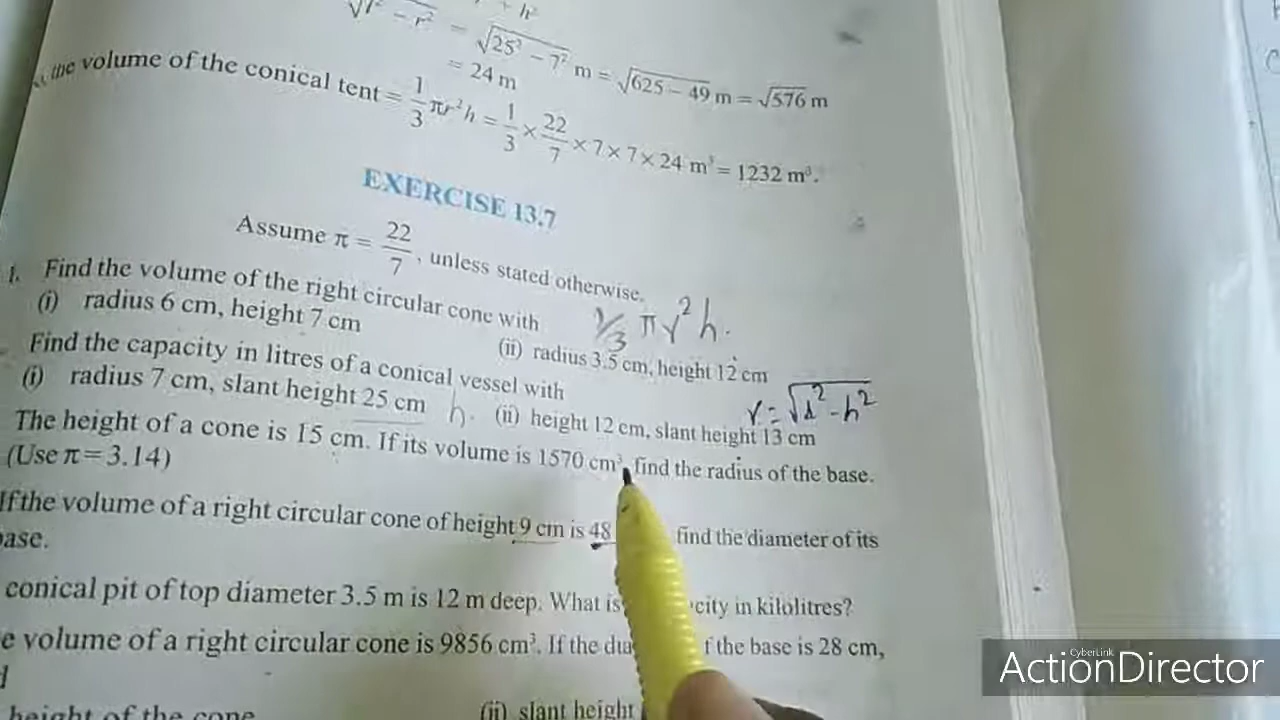 + h²
√l² – r² = √25² – 7² m = √625 – 49 m = √576 m
= 24 m
the volume of the conical tent = 1/3 πr²h = 1/3 × 22/7 × 7 × 7 × 24 m³ = 1232 m³.
EXERCISE 13.7
Assume π = 22/7, unless stated otherwise.
1. Find the volume of the right circular cone with
1/3 πr²h.
(i) radius 6 cm, height 7 cm (ii) radius 3.5 cm, height 12 cm
Find the capacity in litres of a conical vessel with
r = √l² - h²
(i) radius 7 cm, slant height 25 cm h. (ii) height 12 cm, slant height 13 cm
The height of a cone is 15 cm. If its volume is 1570 cm³, find the radius of the base.
(Use π = 3.14)
If the volume of a right circular cone of height 9 cm is 48 find the diameter of its
base.
conical pit of top diameter 3.5 m is 12 m deep. What is city in kilolitres?
e volume of a right circular cone is 9856 cm³. If the dia f the base is 28 cm,
height of the cone (ii) slant height
CyberLink
ActionDirector